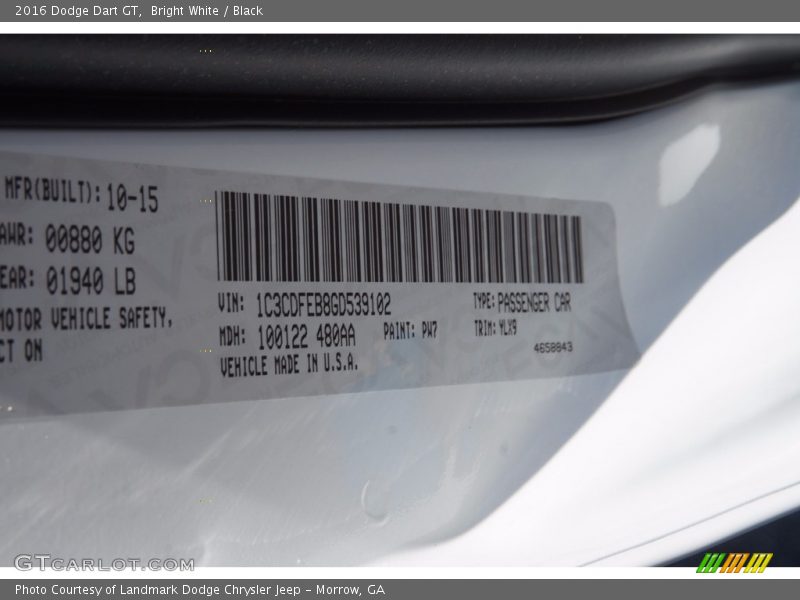 2016 Dodge Dart GT, Bright White / Black
MFR(BUILT): 10-15
AWR: 00880 KG
EAR: 01940 LB
MOTOR VEHICLE SAFETY,
CT ON
VIN: 1C3CDFEB8GD539102
TYPE: PASSENGER CAR
MDH: 100122 480AA
PAINT: PW7
TRIM: YLX9
VEHICLE MADE IN U.S.A.
4658843
GTCARLOT.COM
Photo Courtesy of Landmark Dodge Chrysler Jeep – Morrow, GA